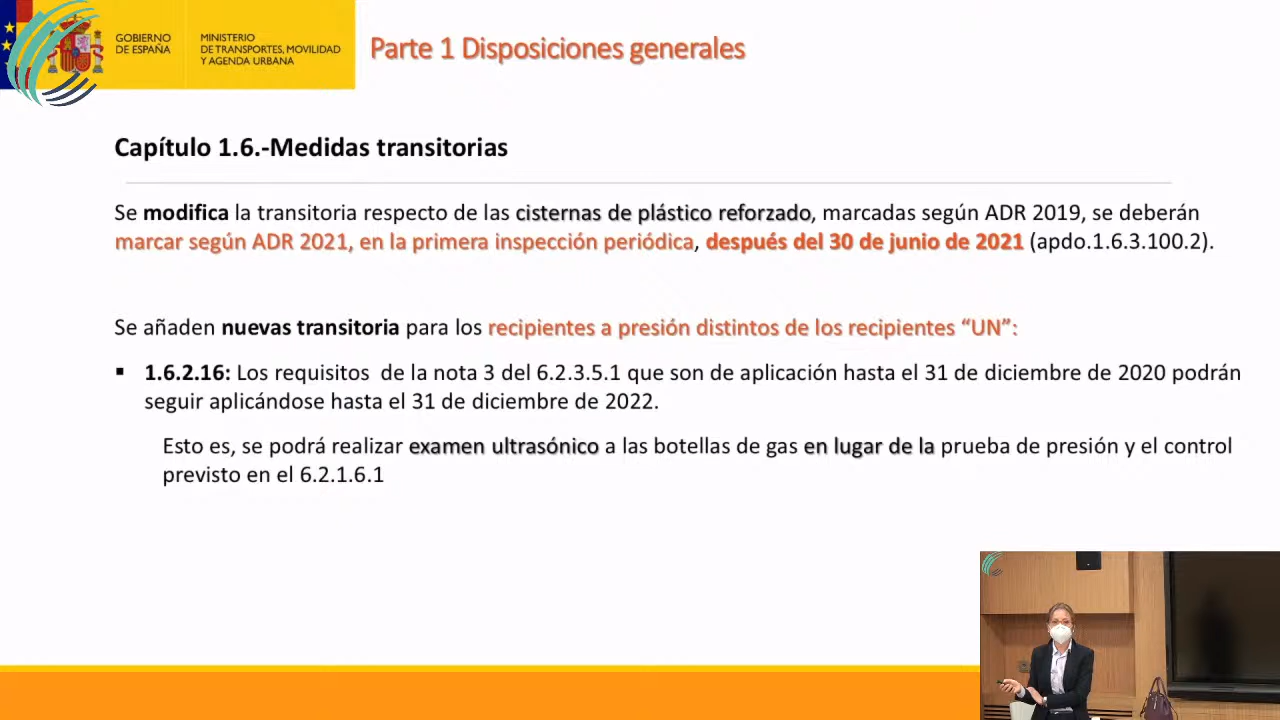 GOBIERNO
DE ESPAÑA
MINISTERIO
DE TRANSPORTES, MOVILIDAD
Y AGENDA URBANA
Parte 1 Disposiciones generales
Capítulo 1.6.-Medidas transitorias
Se modifica la transitoria respecto de las cisternas de plástico reforzado, marcadas según ADR 2019, se deberán
marcar según ADR 2021, en la primera inspección periódica, después del 30 de junio de 2021 (apdo.1.6.3.100.2).
Se añaden nuevas transitoria para los recipientes a presión distintos de los recipientes “UN”:
▪ 1.6.2.16: Los requisitos de la nota 3 del 6.2.3.5.1 que son de aplicación hasta el 31 de diciembre de 2020 podrán
seguir aplicándose hasta el 31 de diciembre de 2022.
Esto es, se podrá realizar examen ultrasónico a las botellas de gas en lugar de la prueba de presión y el control
previsto en el 6.2.1.6.1